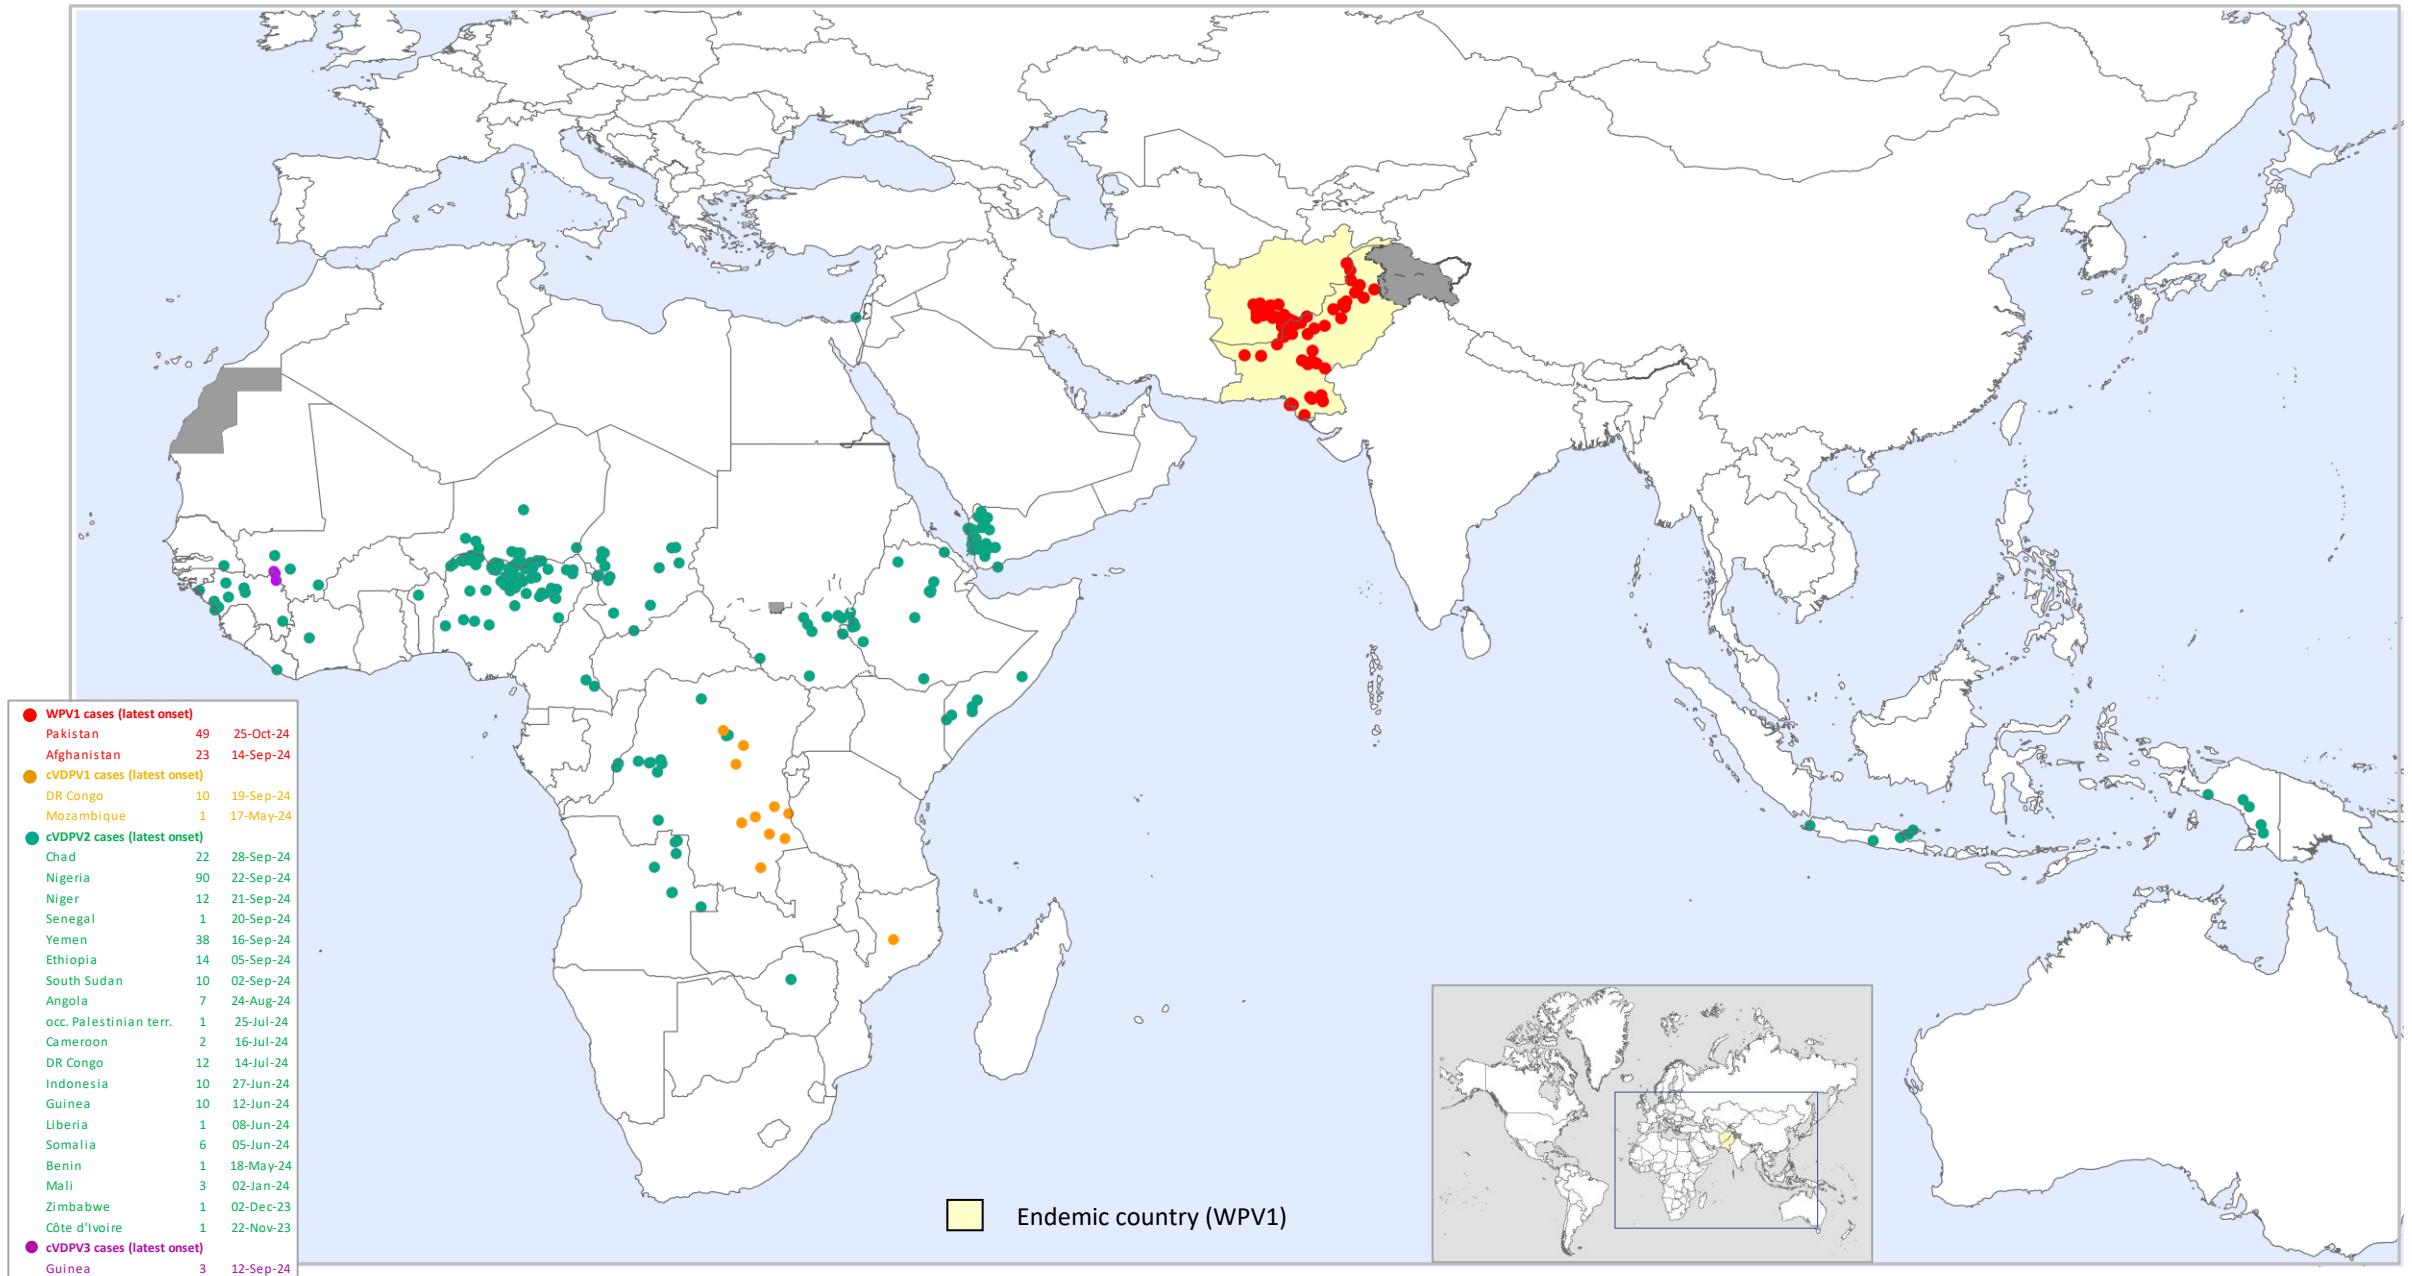 WPV1 cases (latest onset)
Pakistan 49 25-Oct-24
Afghanistan 23 14-Sep-24
cVDPV1 cases (latest onset)
DR Congo 10 19-Sep-24
Mozambique 1 17-May-24
cVDPV2 cases (latest onset)
Chad 22 28-Sep-24
Nigeria 90 22-Sep-24
Niger 12 21-Sep-24
Senegal 1 20-Sep-24
Yemen 38 16-Sep-24
Ethiopia 14 05-Sep-24
South Sudan 10 02-Sep-24
Angola 7 24-Aug-24
occ. Palestinian terr. 1 25-Jul-24
Cameroon 2 16-Jul-24
DR Congo 12 14-Jul-24
Indonesia 10 27-Jun-24
Guinea 10 12-Jun-24
Liberia 1 08-Jun-24
Somalia 6 05-Jun-24
Benin 1 18-May-24
Mali 3 02-Jan-24
Zimbabwe 1 02-Dec-23
Côte d'Ivoire 1 22-Nov-23
cVDPV3 cases (latest onset)
Guinea 3 12-Sep-24
Endemic country (WPV1)